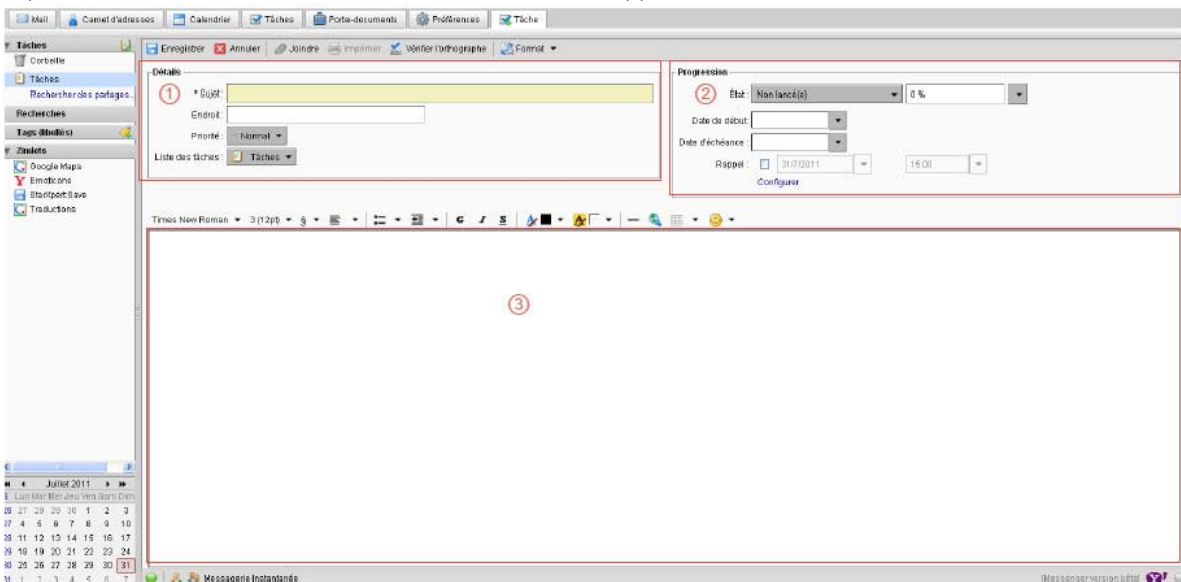 Mail Carnet d'adresses Calendrier Tâches Porte-documents Préférences Tâche
Tâches
Corbeille
Tâches
Rechercher des partages..
Recherches
Tags (libellés)
Zimlets
Google Maps
Emoticons
Traductions
Enregistrer Annuler Joindre Imprimer Vérifier l'orthographe Format
Détails
1
* Sujet:
Endroit:
Priorité: Normal
Liste des tâches: Tâches
Progression
2
État: Non lancé(e) 0 %
Date de début:
Date d'échéance:
Rappel: 31/7/2011 15:00
Configurer
Times New Roman 3 (12pt) G I S
3
Juillet 2011
Lun Mar Mer Jeu Ven Sam Dim
26 27 28 29 30 1 2 3
27 4 5 6 7 8 9 10
28 11 12 13 14 15 16 17
29 18 19 20 21 22 23 24
30 25 26 27 28 29 30 31
31 1 2 3 4 5 6 7
Messagerie Instantanée
Y!